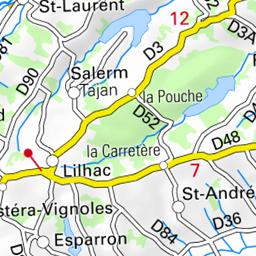 St-Laurent
12
D3
D3A
D90
Salerm
Tajan
la Pouche
D52
la Carretère
D48
Lilhac
7
St-André
stéra-Vignoles
D36
D84
Esparron